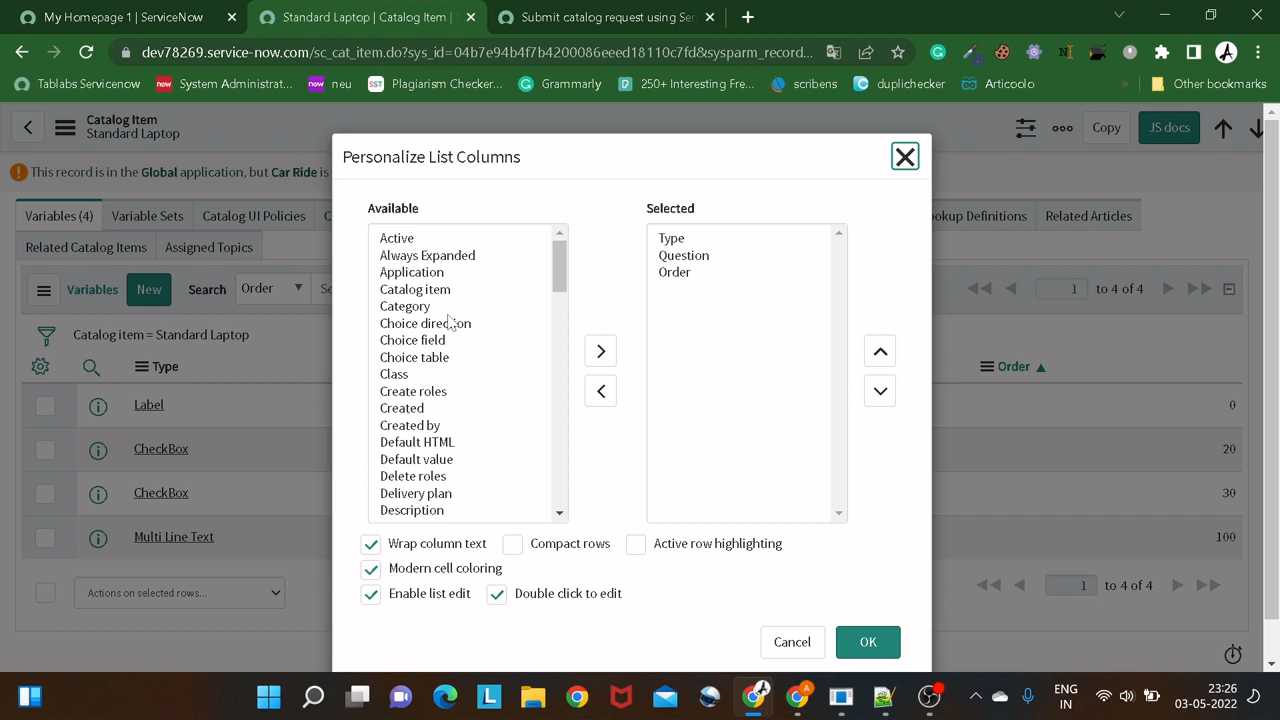 My Homepage 1 | ServiceNow
Standard Laptop | Catalog Item |
Submit catalog request using Ser
dev78269.service-now.com/sc_cat_item.do?sys_id=04b7e94b4f7b4200086eeed18110c7fd&sysparm_record...
Tablabs Servicenow
System Administrat...
neu
Plagiarism Checker...
Grammarly
250+ Interesting Fre...
scribens
duplichecker
Articoolo
Other bookmarks
Catalog Item
Standard Laptop
Copy
JS docs
This record is in the Global application, but Car Ride is
Variables (4)
Variable Sets
Catalog UI Policies
Related Articles
Related Catalog Items
Assigned Topics
Variables
New
Search
Order
1
to 4 of 4
Catalog item = Standard Laptop
Type
Order
Label
0
CheckBox
20
CheckBox
30
Multi Line Text
100
Actions on selected rows...
1
to 4 of 4
Personalize List Columns
Available
Active
Always Expanded
Application
Catalog item
Category
Choice direction
Choice field
Choice table
Class
Create roles
Created
Created by
Default HTML
Default value
Delete roles
Delivery plan
Description
Selected
Type
Question
Order
Wrap column text
Compact rows
Active row highlighting
Modern cell coloring
Enable list edit
Double click to edit
Cancel
OK
ENG
IN
23:26
03-05-2022